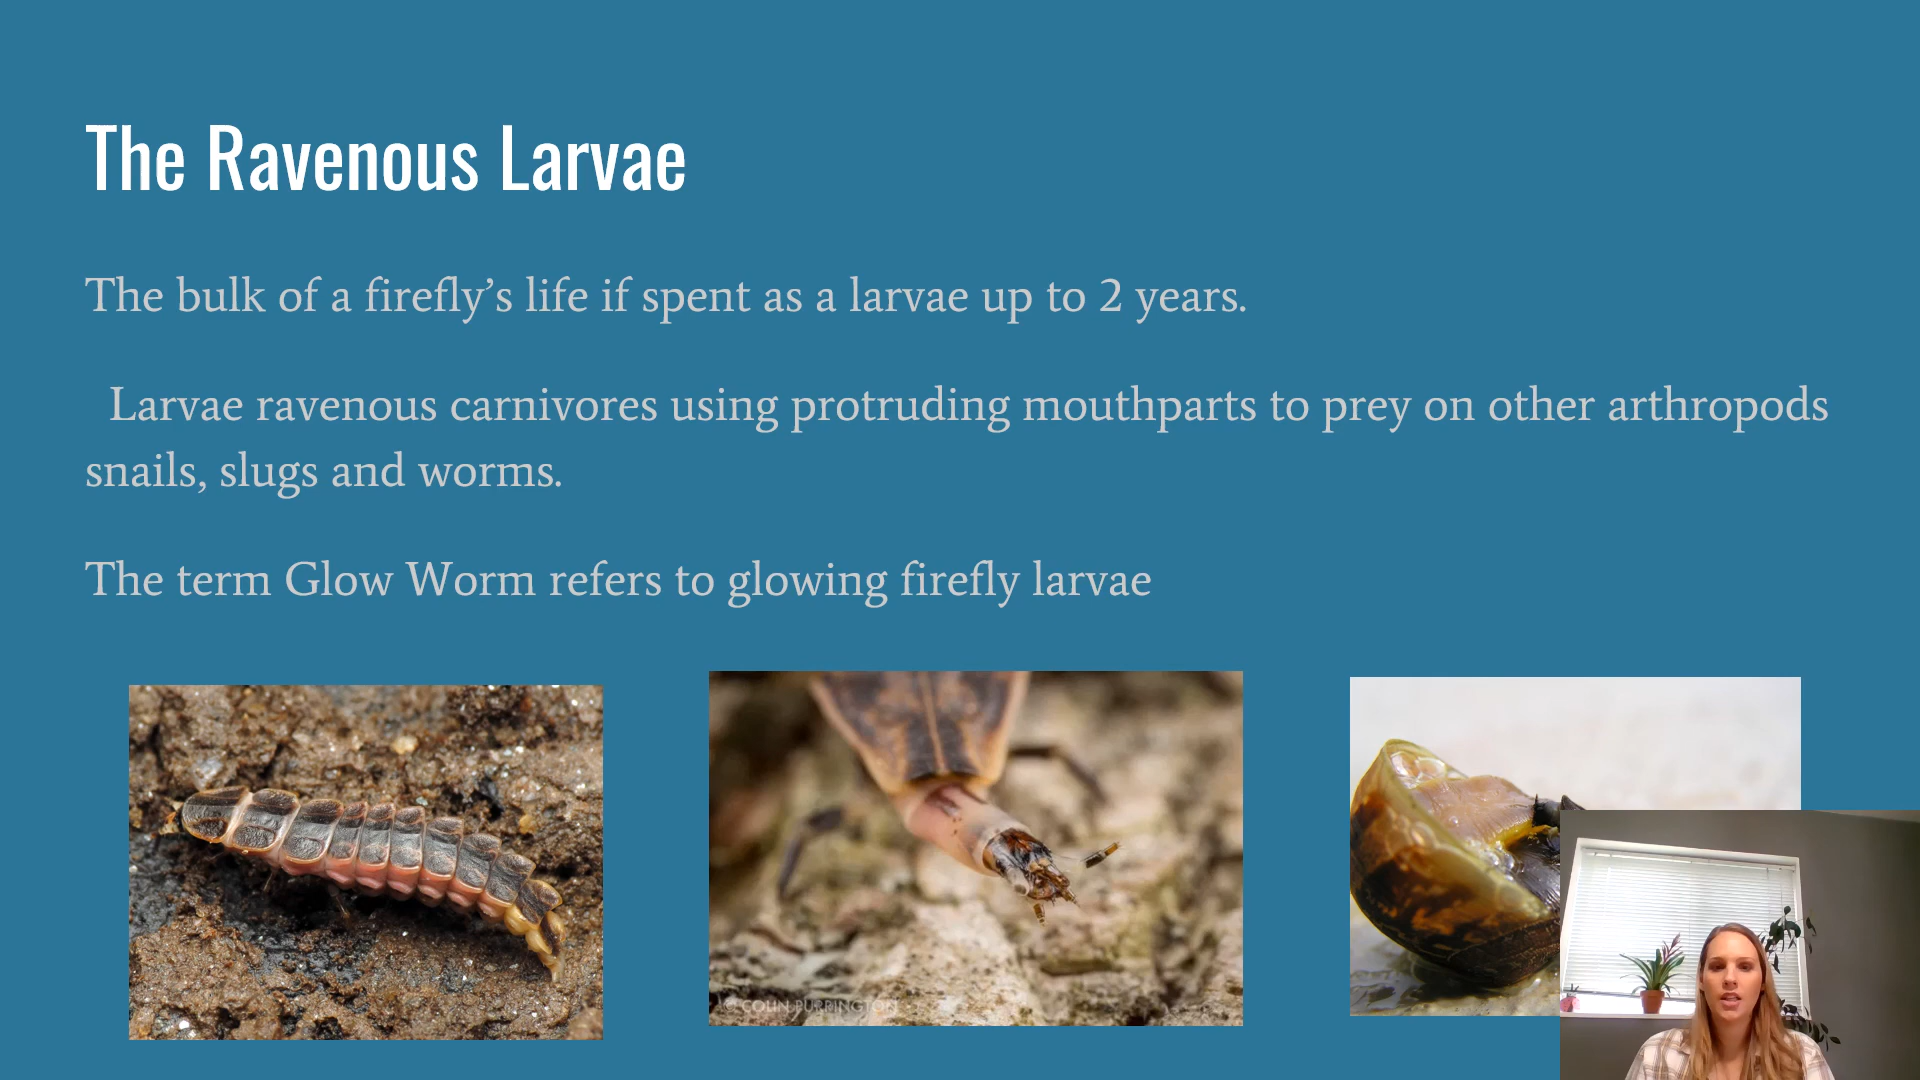 The Ravenous Larvae
The bulk of a firefly’s life if spent as a larvae up to 2 years.
Larvae ravenous carnivores using protruding mouthparts to prey on other arthropods
snails, slugs and worms.
The term Glow Worm refers to glowing firefly larvae
© COLIN PURRINGTON